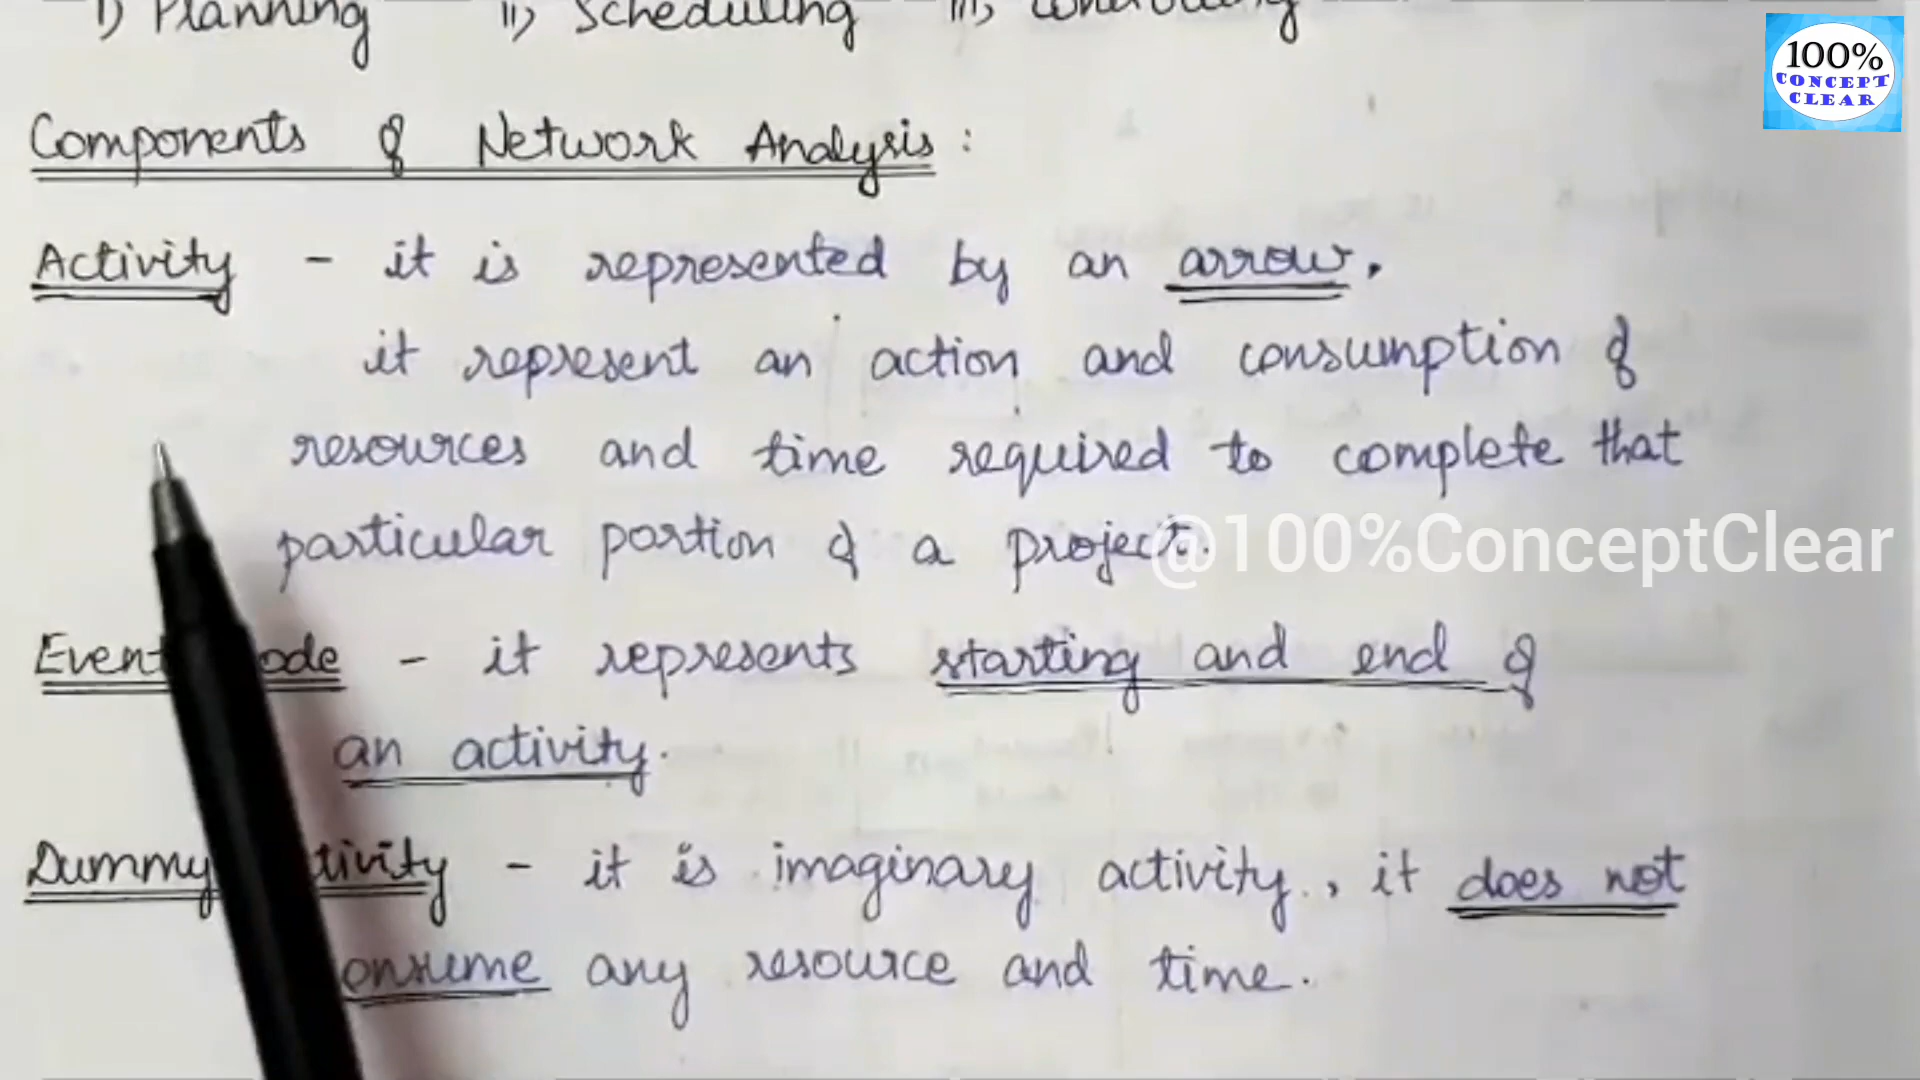 i) Planning ii) Scheduling iii) Controlling
100%
CONCEPT
CLEAR
Components of Network Analysis :
Activity - it is represented by an arrow.
it represent an action and consumption of
resources and time required to complete that
particular portion of a project.
@100%ConceptClear
Event - it represents starting and end of
an activity.
Dummy - it is imaginary activity, it does not
any resource and time.